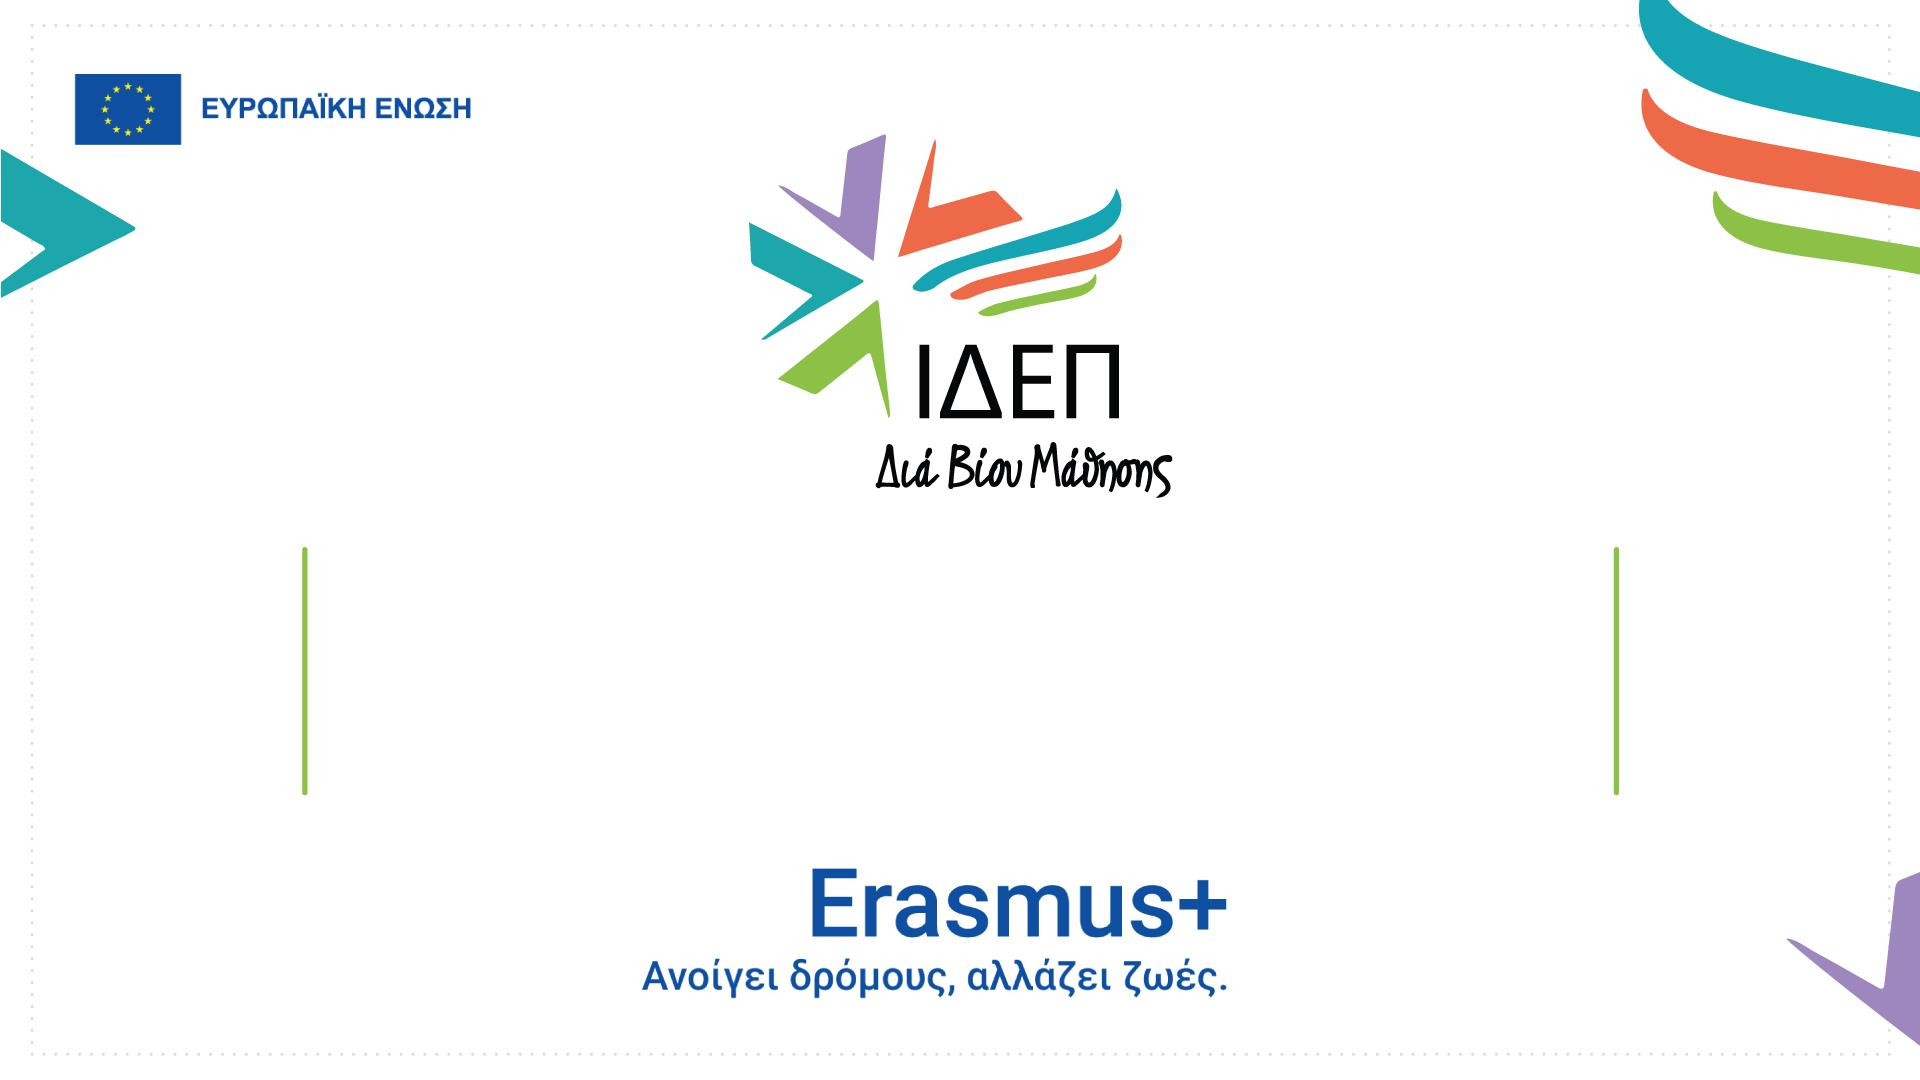 ΕΥΡΩΠΑΪΚΗ ΕΝΩΣΗ
ΙΔΕΠ
Διά Βίου Μάθησης
Erasmus+
Ανοίγει δρόμους, αλλάζει ζωές.